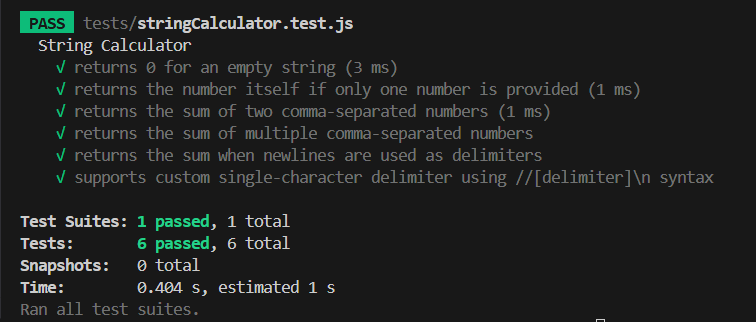 PASS tests/stringCalculator.test.js
String Calculator
√ returns 0 for an empty string (3 ms)
√ returns the number itself if only one number is provided (1 ms)
√ returns the sum of two comma-separated numbers (1 ms)
√ returns the sum of multiple comma-separated numbers
√ returns the sum when newlines are used as delimiters
√ supports custom single-character delimiter using //[delimiter]\n syntax
Test Suites: 1 passed, 1 total
Tests: 6 passed, 6 total
Snapshots: 0 total
Time: 0.404 s, estimated 1 s
Ran all test suites.